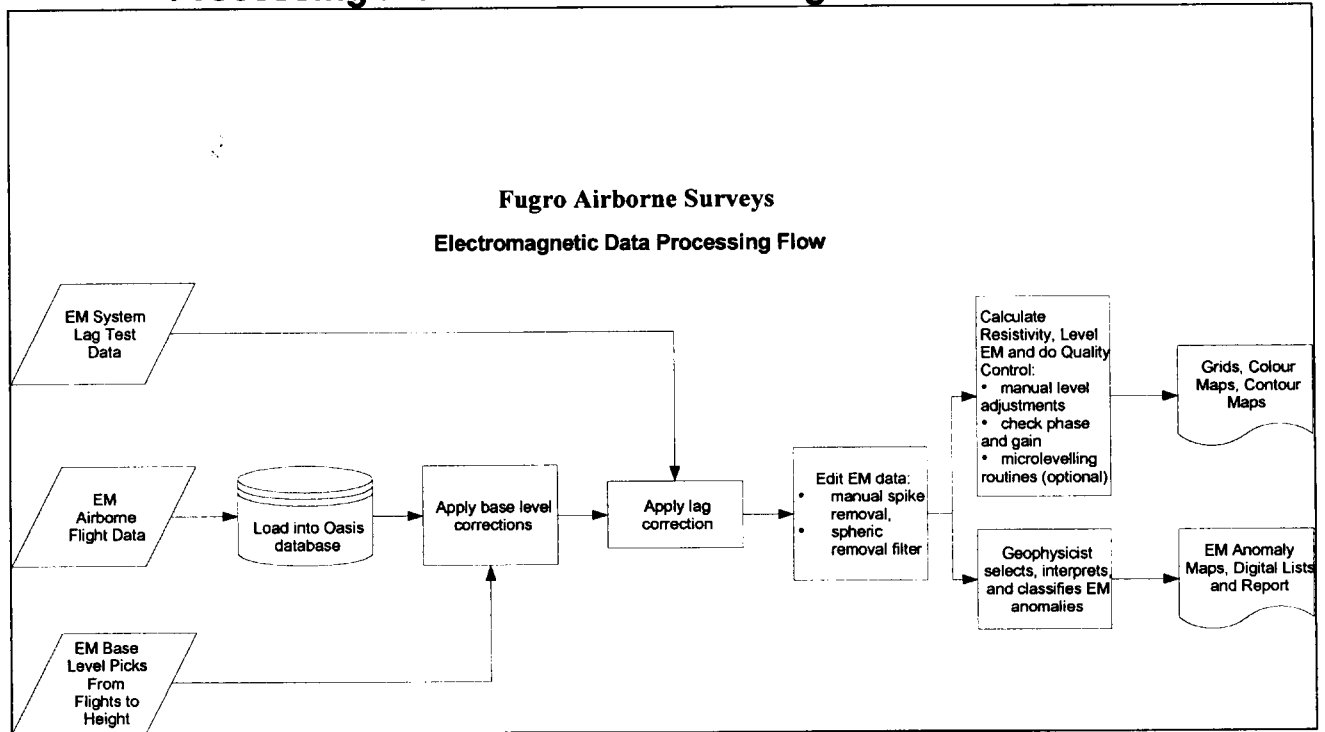 Fugro Airborne Surveys
Electromagnetic Data Processing Flow
EM System
Lag Test
Data
EM
Airborne
Flight Data
EM Base
Level Picks
From
Flights to
Height
Load into Oasis
database
Apply base level
corrections
Apply lag
correction
Edit EM data:
• manual spike
removal,
• spheric
removal filter
Calculate
Resistivity, Level
EM and do Quality
Control:
• manual level
adjustments
• check phase
and gain
• microlevelling
routines (optional)
Grids, Colour
Maps, Contour
Maps
Geophysicist
selects, interprets,
and classifies EM
anomalies
EM Anomaly
Maps, Digital Lists
and Report